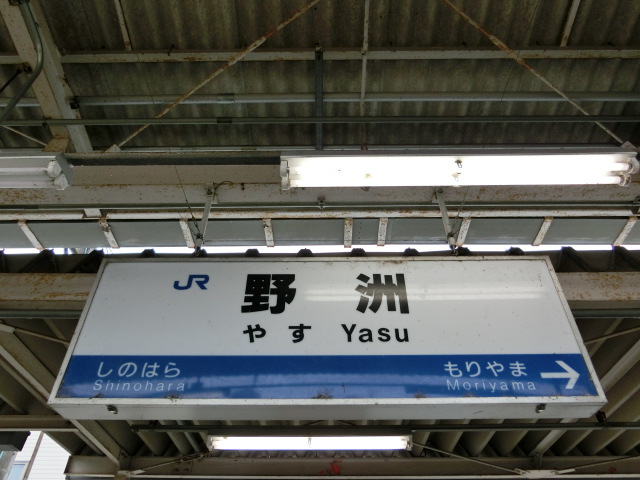 JR 野洲
やす Yasu
しのはら もりやま →
Shinohara Moriyama